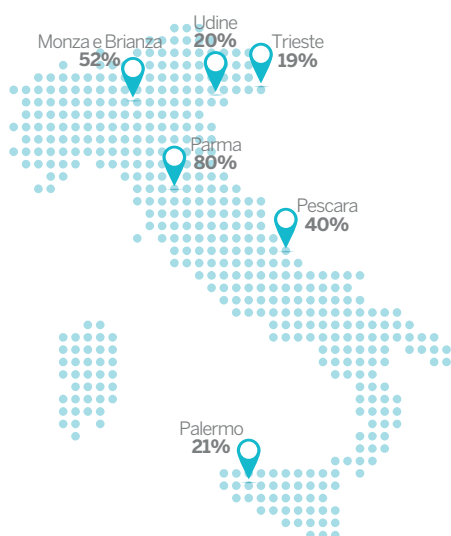 Udine
20%
Monza e Brianza
52%
Trieste
19%
Parma
80%
Pescara
40%
Palermo
21%